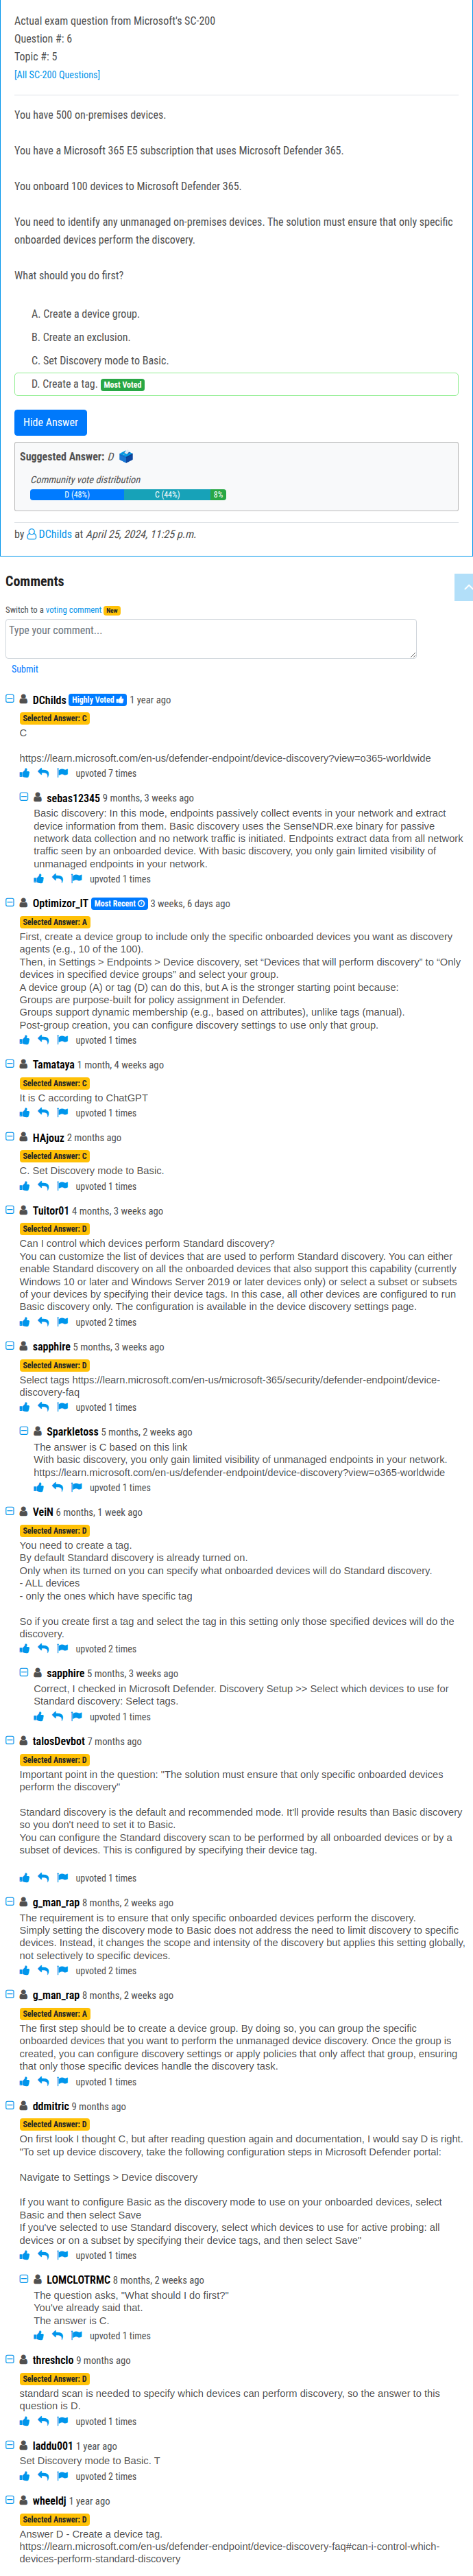 Actual exam question from Microsoft's SC-200
Question #: 6
Topic #: 5
[All SC-200 Questions]
You have 500 on-premises devices.
You have a Microsoft 365 E5 subscription that uses Microsoft Defender 365.
You onboard 100 devices to Microsoft Defender 365.
You need to identify any unmanaged on-premises devices. The solution must ensure that only specific
onboarded devices perform the discovery.
What should you do first?
A. Create a device group.
B. Create an exclusion.
C. Set Discovery mode to Basic.
D. Create a tag. Most Voted
Hide Answer
Suggested Answer: D
Community vote distribution
D (48%) C (44%) 8%
by DChilds at April 25, 2024, 11:25 p.m.
Comments
Switch to a voting comment New
Type your comment...
Submit
DChilds Highly Voted 1 year ago
Selected Answer: C
C
https://learn.microsoft.com/en-us/defender-endpoint/device-discovery?view=o365-worldwide
upvoted 7 times
sebas12345 9 months, 3 weeks ago
Basic discovery: In this mode, endpoints passively collect events in your network and extract
device information from them. Basic discovery uses the SenseNDR.exe binary for passive
network data collection and no network traffic is initiated. Endpoints extract data from all network
traffic seen by an onboarded device. With basic discovery, you only gain limited visibility of
unmanaged endpoints in your network.
upvoted 1 times
Optimizor_IT Most Recent 3 weeks, 6 days ago
Selected Answer: A
First, create a device group to include only the specific onboarded devices you want as discovery
agents (e.g., 10 of the 100).
Then, in Settings > Endpoints > Device discovery, set “Devices that will perform discovery” to “Only
devices in specified device groups” and select your group.
A device group (A) or tag (D) can do this, but A is the stronger starting point because:
Groups are purpose-built for policy assignment in Defender.
Groups support dynamic membership (e.g., based on attributes), unlike tags (manual).
Post-group creation, you can configure discovery settings to use only that group.
upvoted 1 times
Tamataya 1 month, 4 weeks ago
Selected Answer: C
It is C according to ChatGPT
upvoted 1 times
HAjouz 2 months ago
Selected Answer: C
C. Set Discovery mode to Basic.
upvoted 1 times
Tuitor01 4 months, 3 weeks ago
Selected Answer: D
Can I control which devices perform Standard discovery?
You can customize the list of devices that are used to perform Standard discovery. You can either
enable Standard discovery on all the onboarded devices that also support this capability (currently
Windows 10 or later and Windows Server 2019 or later devices only) or select a subset or subsets
of your devices by specifying their device tags. In this case, all other devices are configured to run
Basic discovery only. The configuration is available in the device discovery settings page.
upvoted 2 times
sapphire 5 months, 3 weeks ago
Selected Answer: D
Select tags https://learn.microsoft.com/en-us/microsoft-365/security/defender-endpoint/device-
discovery-faq
upvoted 1 times
Sparkletoss 5 months, 2 weeks ago
The answer is C based on this link
With basic discovery, you only gain limited visibility of unmanaged endpoints in your network.
https://learn.microsoft.com/en-us/defender-endpoint/device-discovery?view=o365-worldwide
upvoted 1 times
VeiN 6 months, 1 week ago
Selected Answer: D
You need to create a tag.
By default Standard discovery is already turned on.
Only when its turned on you can specify what onboarded devices will do Standard discovery.
- ALL devices
- only the ones which have specific tag
So if you create first a tag and select the tag in this setting only those specified devices will do the
discovery.
upvoted 2 times
sapphire 5 months, 3 weeks ago
Correct, I checked in Microsoft Defender. Discovery Setup >> Select which devices to use for
Standard discovery: Select tags.
upvoted 1 times
talosDevbot 7 months ago
Selected Answer: D
Important point in the question: "The solution must ensure that only specific onboarded devices
perform the discovery"
Standard discovery is the default and recommended mode. It'll provide results than Basic discovery
so you don't need to set it to Basic.
You can configure the Standard discovery scan to be performed by all onboarded devices or by a
subset of devices. This is configured by specifying their device tag.
upvoted 1 times
g_man_rap 8 months, 2 weeks ago
The requirement is to ensure that only specific onboarded devices perform the discovery.
Simply setting the discovery mode to Basic does not address the need to limit discovery to specific
devices. Instead, it changes the scope and intensity of the discovery but applies this setting globally,
not selectively to specific devices.
upvoted 2 times
g_man_rap 8 months, 2 weeks ago
Selected Answer: A
The first step should be to create a device group. By doing so, you can group the specific
onboarded devices that you want to perform the unmanaged device discovery. Once the group is
created, you can configure discovery settings or apply policies that only affect that group, ensuring
that only those specific devices handle the discovery task.
upvoted 1 times
ddmitric 9 months ago
Selected Answer: D
On first look I thought C, but after reading question again and documentation, I would say D is right.
"To set up device discovery, take the following configuration steps in Microsoft Defender portal:
Navigate to Settings > Device discovery
If you want to configure Basic as the discovery mode to use on your onboarded devices, select
Basic and then select Save
If you've selected to use Standard discovery, select which devices to use for active probing: all
devices or on a subset by specifying their device tags, and then select Save"
upvoted 1 times
LOMCLOTRMC 8 months, 2 weeks ago
The question asks, "What should I do first?"
You've already said that.
The answer is C.
upvoted 1 times
threshclo 9 months ago
Selected Answer: D
standard scan is needed to specify which devices can perform discovery, so the answer to this
question is D.
upvoted 1 times
laddu001 1 year ago
Set Discovery mode to Basic. T
upvoted 2 times
wheeldj 1 year ago
Selected Answer: D
Answer D - Create a device tag.
https://learn.microsoft.com/en-us/defender-endpoint/device-discovery-faq#can-i-control-which-
devices-perform-standard-discovery